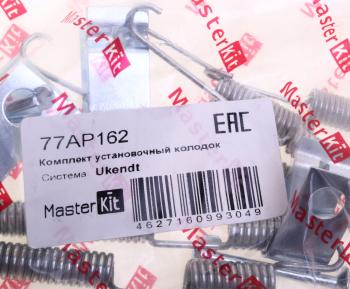 Master Kit
77AP162
EAC
Комплект установочный колодок
Система Ukendt
Master Kit
4627160993049